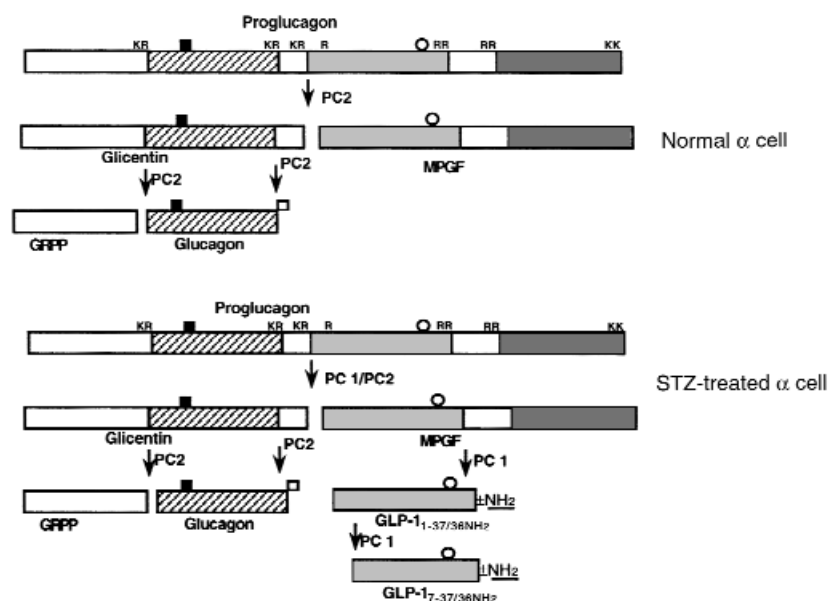 Proglucagon
KR KR KR R RR RR KK
PC2
Normal α cell
Glicentin PC2 MPGF
PC2
GRPP Glucagon
Proglucagon
KR KR KR R RR RR KK
PC 1/PC2
STZ-treated α cell
Glicentin PC2 MPGF
PC2 PC 1
±NH2
GRPP Glucagon GLP-11-37/36NH2
PC 1
±NH2
GLP-17-37/36NH2